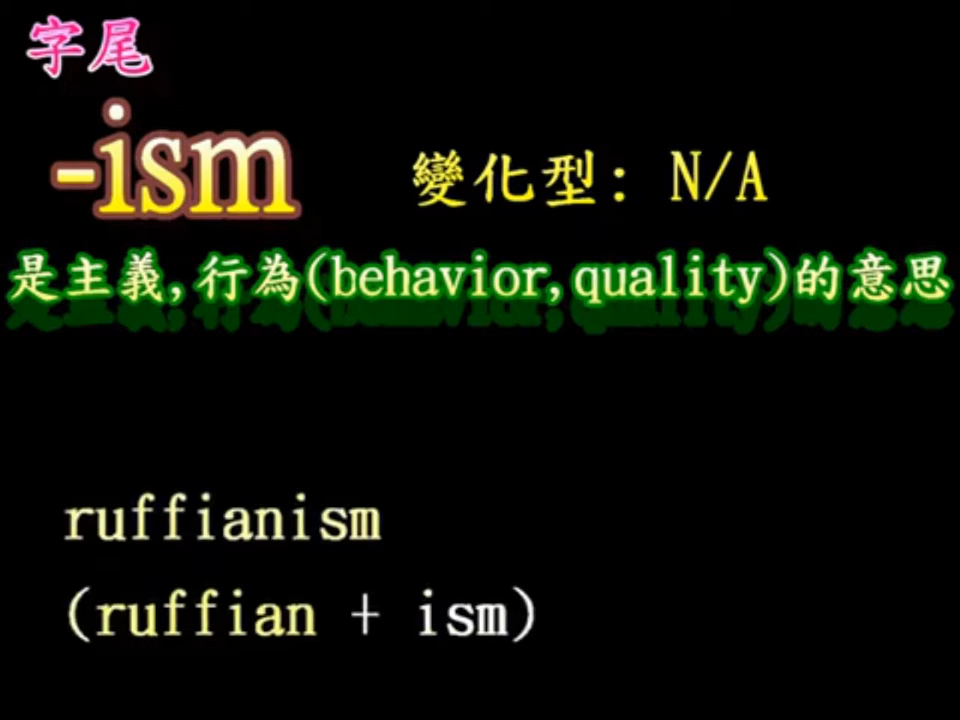 字尾
-ism 變化型: N/A
是主義,行為(behavior,quality)的意思
ruffianism
(ruffian + ism)